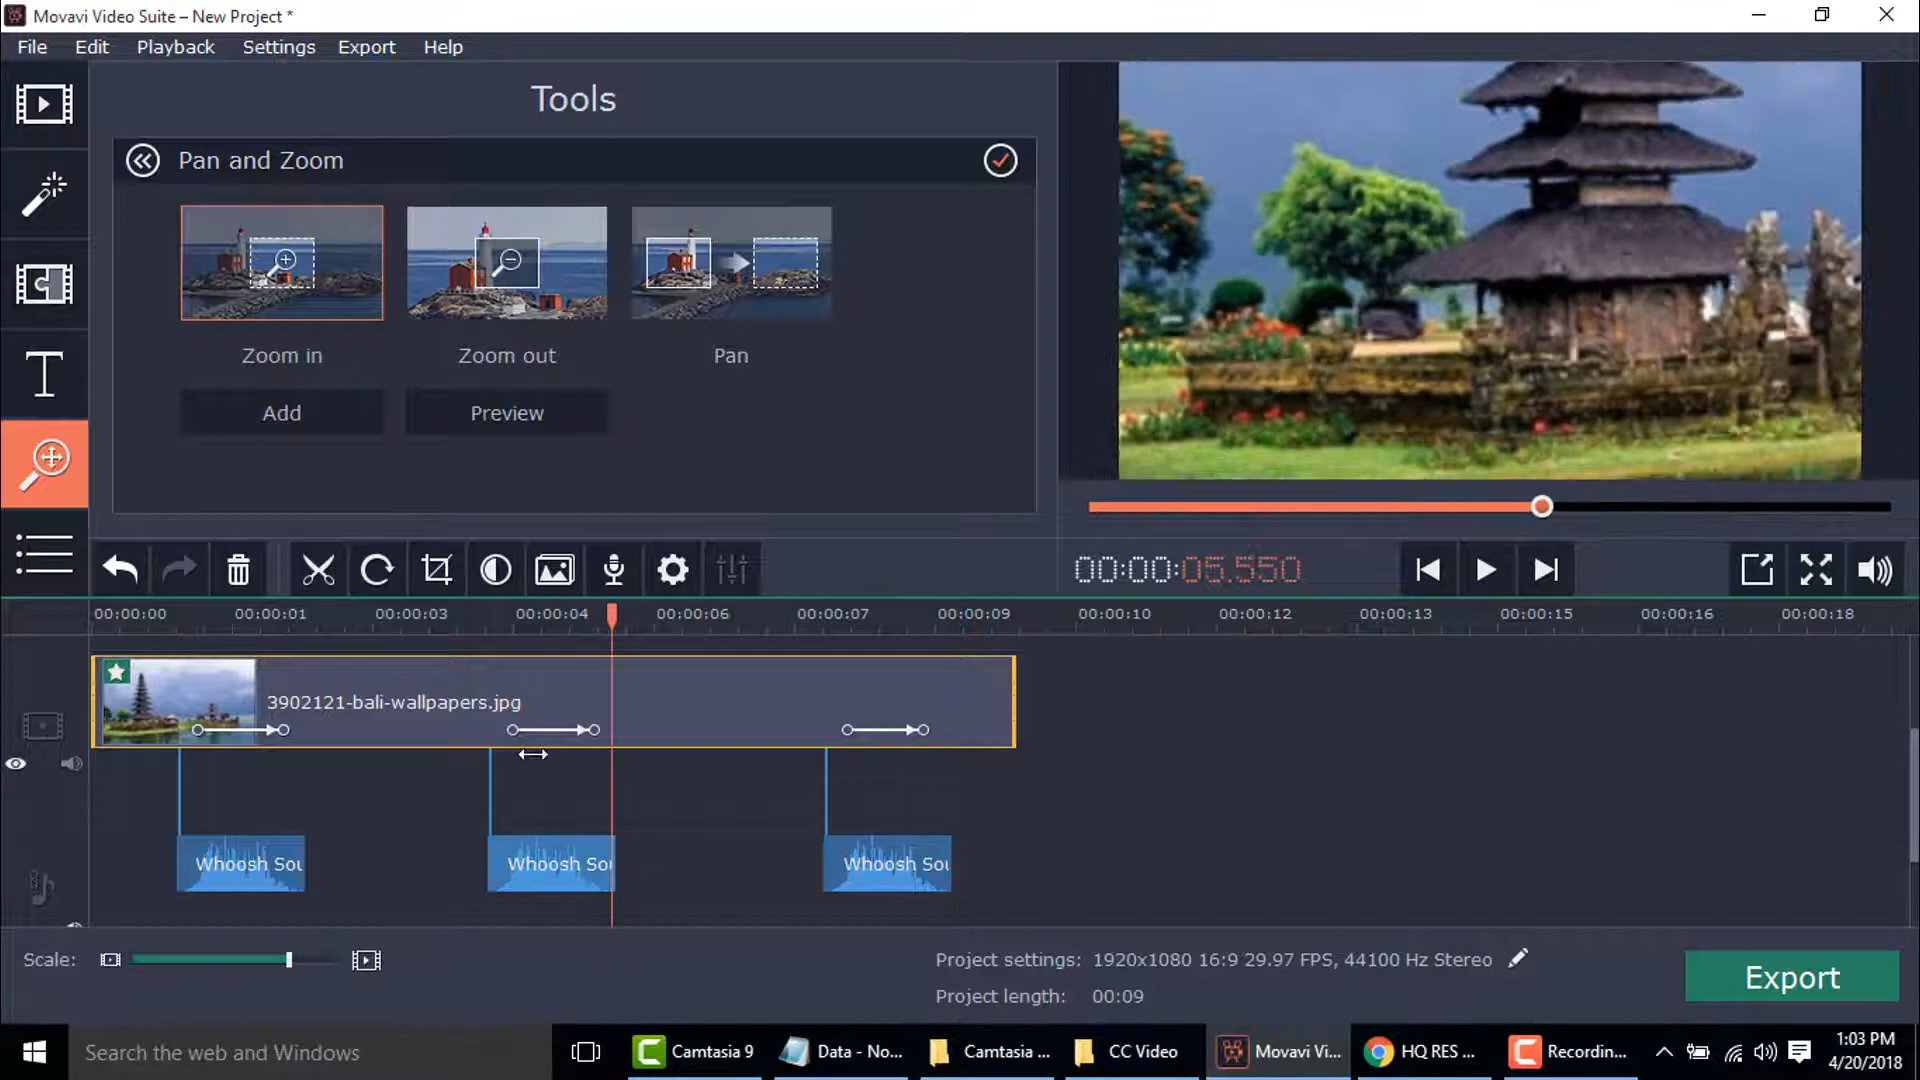 Movavi Video Suite – New Project *
File Edit Playback Settings Export Help
Tools
Pan and Zoom
Zoom in Zoom out Pan
Add Preview
00:00:05.550
00:00:00 00:00:01 00:00:03 00:00:04 00:00:06 00:00:07 00:00:09 00:00:10 00:00:12 00:00:13 00:00:15 00:00:16 00:00:18
3902121-bali-wallpapers.jpg
Whoosh Sou Whoosh Sou Whoosh Sou
Scale:
Project settings: 1920x1080 16:9 29.97 FPS, 44100 Hz Stereo
Project length: 00:09
Export
Search the web and Windows
Camtasia 9 Data - No... Camtasia ... CC Video Movavi Vi... HQ RES ... Recordin...
1:03 PM
4/20/2018